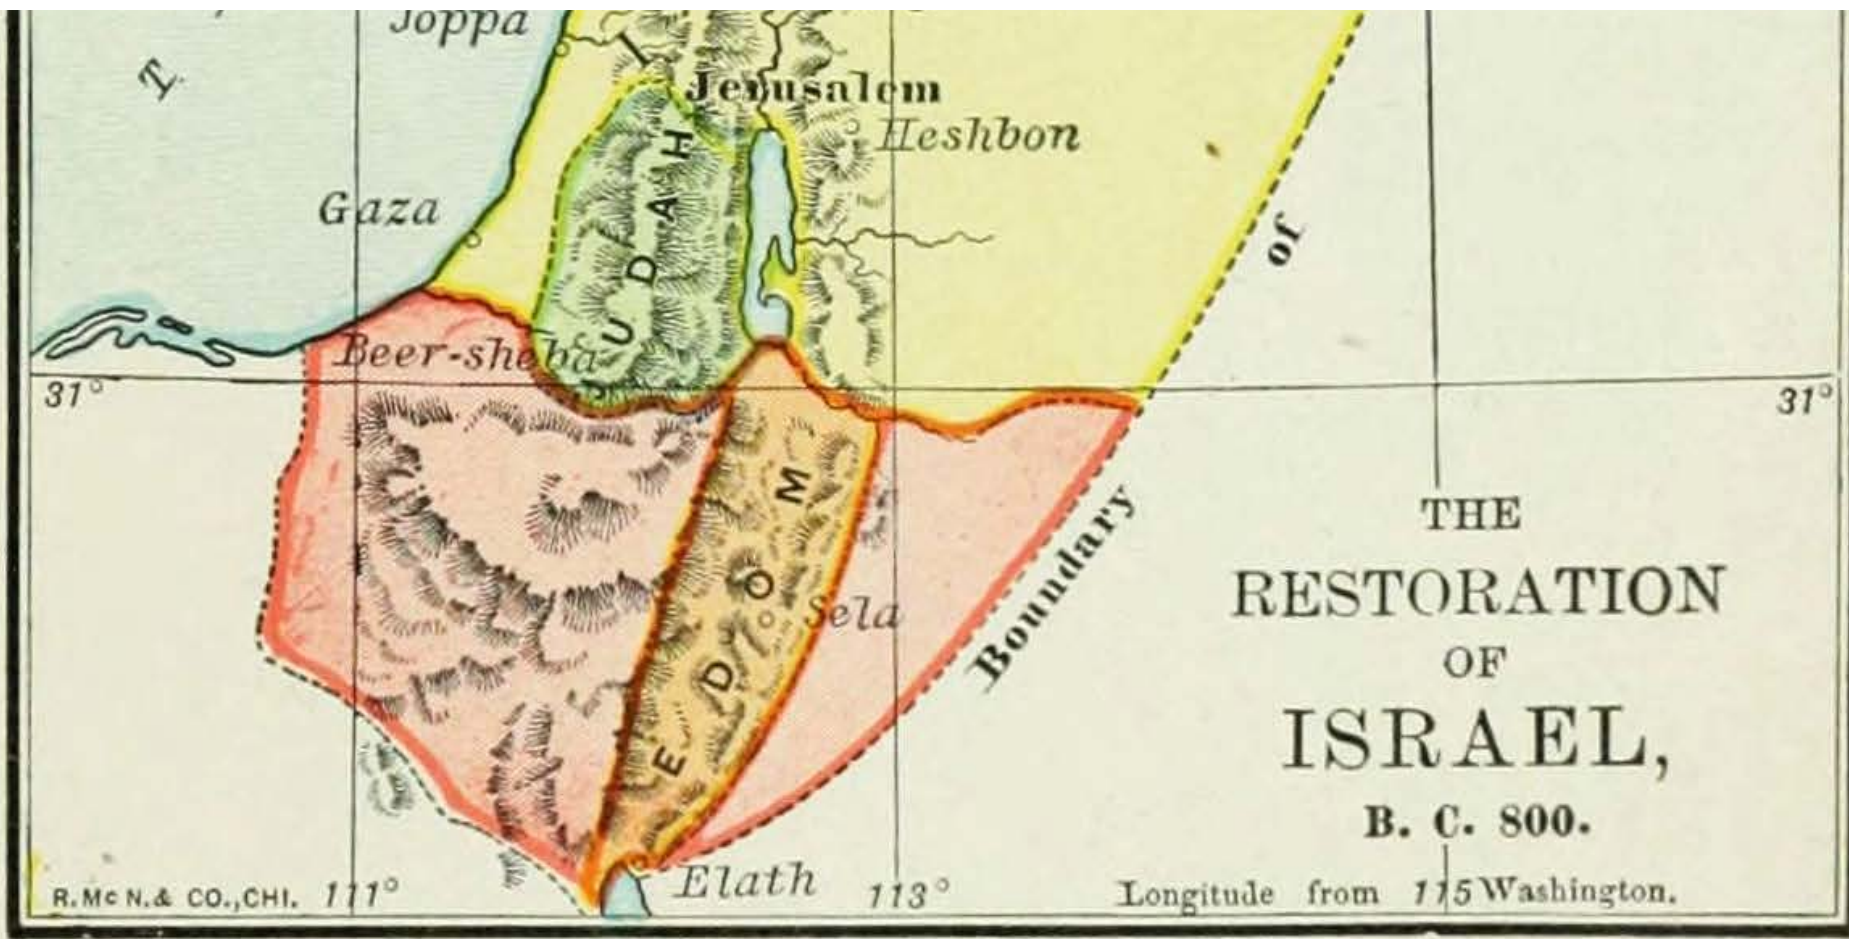 Joppa
T.
I
Jerusalem
Heshbon
JUDAH
Gaza
of
Beer-sheba
31°
31°
EDOM
Sela
Boundary
THE
RESTORATION
OF
ISRAEL,
B. C. 800.
Elath
R. McN. & CO., CHI.
111°
113°
Longitude from 115 Washington.